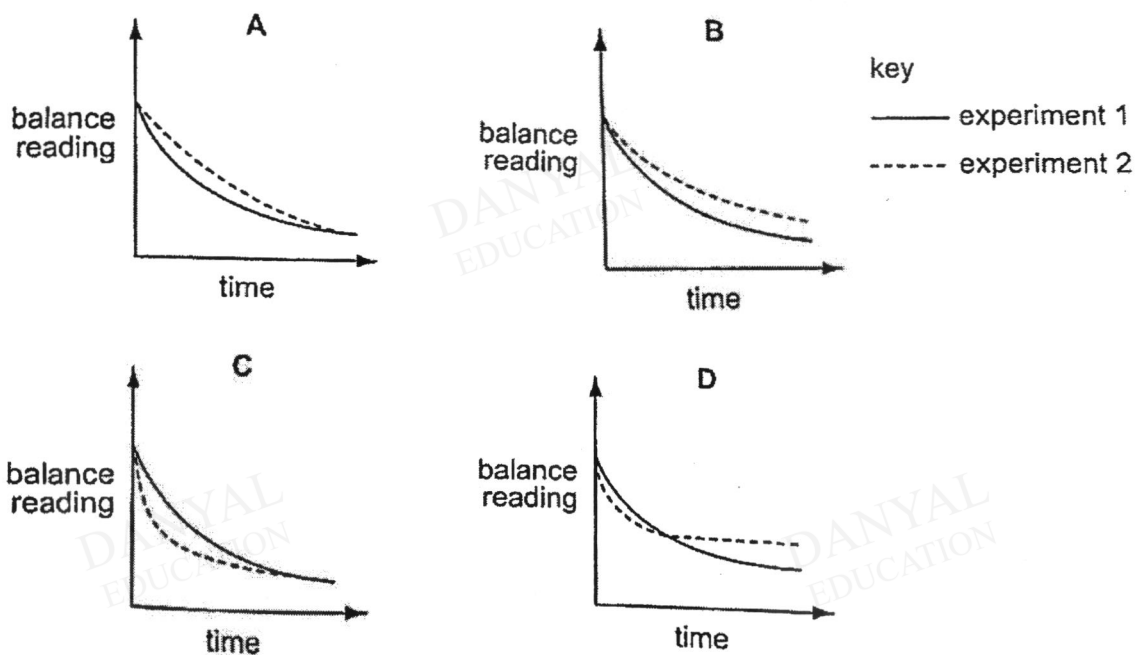 A
balance
reading
time
B
balance
reading
time
key
experiment 1
experiment 2
C
balance
reading
time
D
balance
reading
time
DANYAL
EDUCATION
DANYAL
EDUCATION
DANYAL
EDUCATION